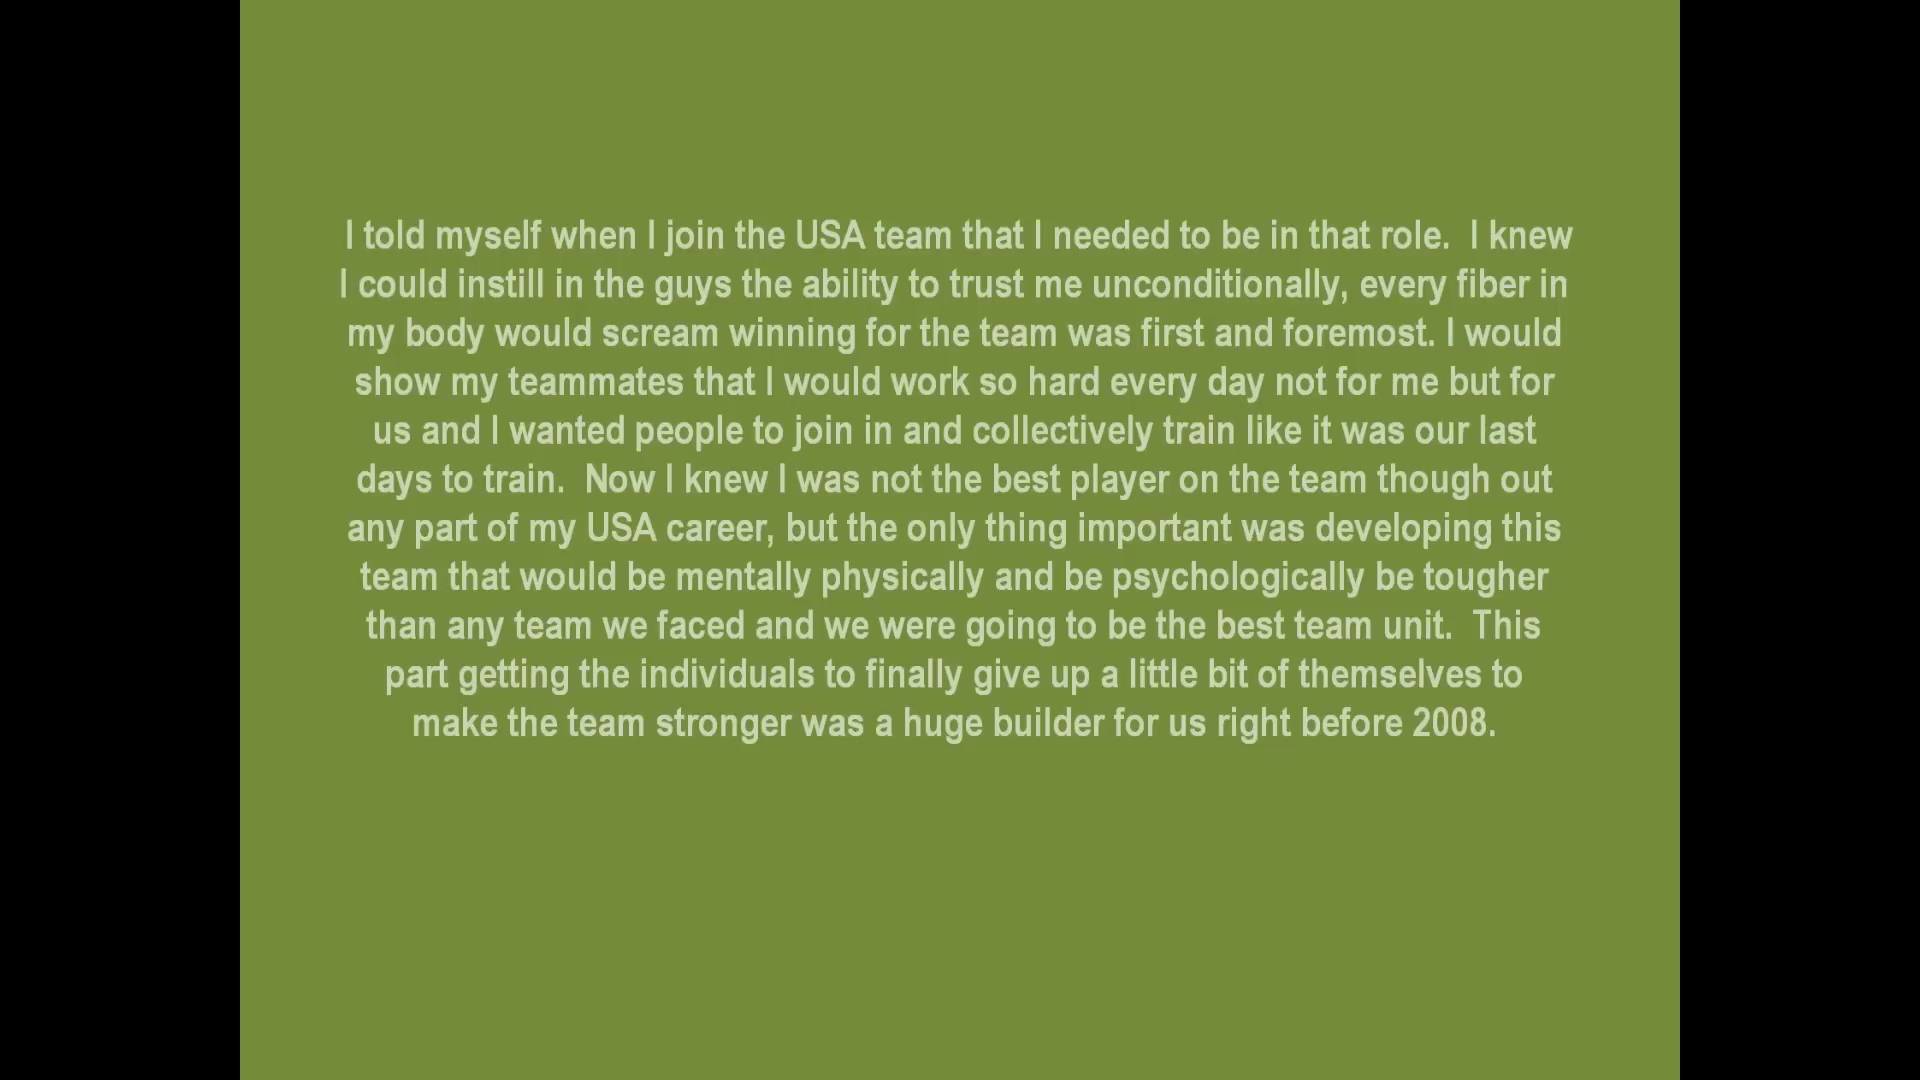 I told myself when I join the USA team that I needed to be in that role.  I knew
I could instill in the guys the ability to trust me unconditionally, every fiber in
my body would scream winning for the team was first and foremost. I would
show my teammates that I would work so hard every day not for me but for
us and I wanted people to join in and collectively train like it was our last
days to train.  Now I knew I was not the best player on the team though out
any part of my USA career, but the only thing important was developing this
team that would be mentally physically and be psychologically be tougher
than any team we faced and we were going to be the best team unit.  This
part getting the individuals to finally give up a little bit of themselves to
make the team stronger was a huge builder for us right before 2008.